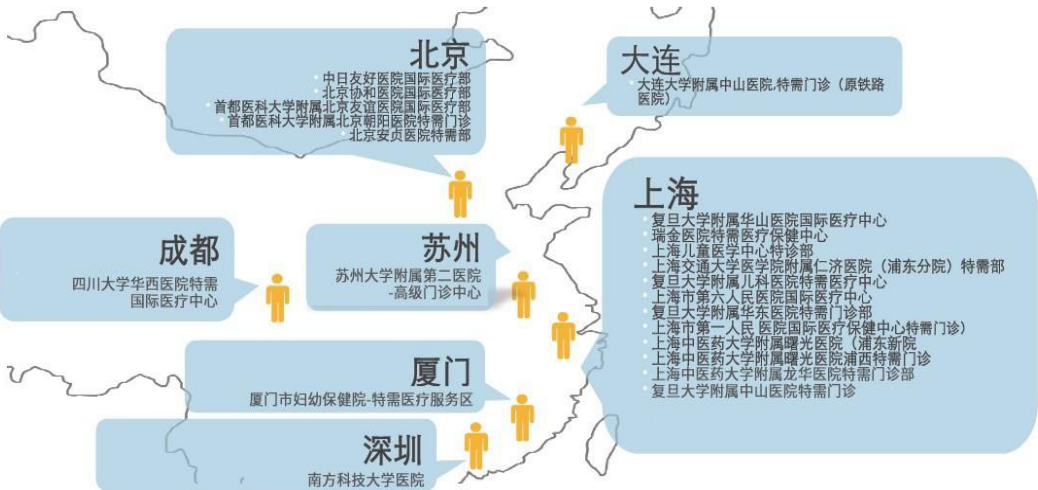 北京
中日友好医院国际医疗部
北京协和医院国际医疗部
首都医科大学附属北京友谊医院国际医疗部
首都医科大学附属北京朝阳医院特需门诊
北京安贞医院特需部
大连
大连大学附属中山医院,特需门诊（原铁路
医院）
上海
复旦大学附属华山医院国际医疗中心
瑞金医院特需医疗保健中心
上海儿童医学中心特诊部
上海交通大学医学院附属仁济医院（浦东分院）特需部
复旦大学附属儿科医院特需医疗中心
上海市第六人民医院国际医疗中心
复旦大学附属华东医院特需门诊部
上海市第一人民 医院国际医疗保健中心特需门诊）
上海中医药大学附属曙光医院（浦东新院
上海中医药大学附属曙光医院浦西特需门诊
上海中医药大学附属龙华医院特需门诊部
复旦大学附属中山医院特需门诊
成都
四川大学华西医院特需
国际医疗中心
苏州
苏州大学附属第二医院
-高级门诊中心
厦门
厦门市妇幼保健院-特需医疗服务区
深圳
南方科技大学医院